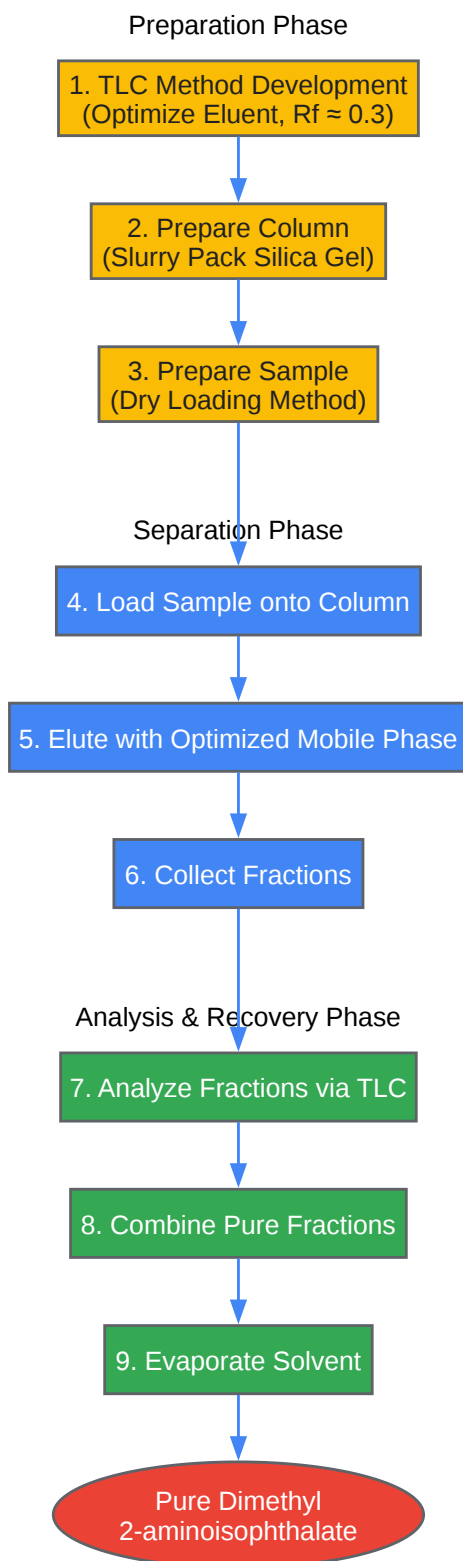 Preparation Phase
1. TLC Method Development
(Optimize Eluent, Rf ≈ 0.3)
2. Prepare Column
(Slurry Pack Silica Gel)
3. Prepare Sample
(Dry Loading Method)
Separation Phase
4. Load Sample onto Column
5. Elute with Optimized Mobile Phase
6. Collect Fractions
Analysis & Recovery Phase
7. Analyze Fractions via TLC
8. Combine Pure Fractions
9. Evaporate Solvent
Pure Dimethyl
2-aminoisophthalate